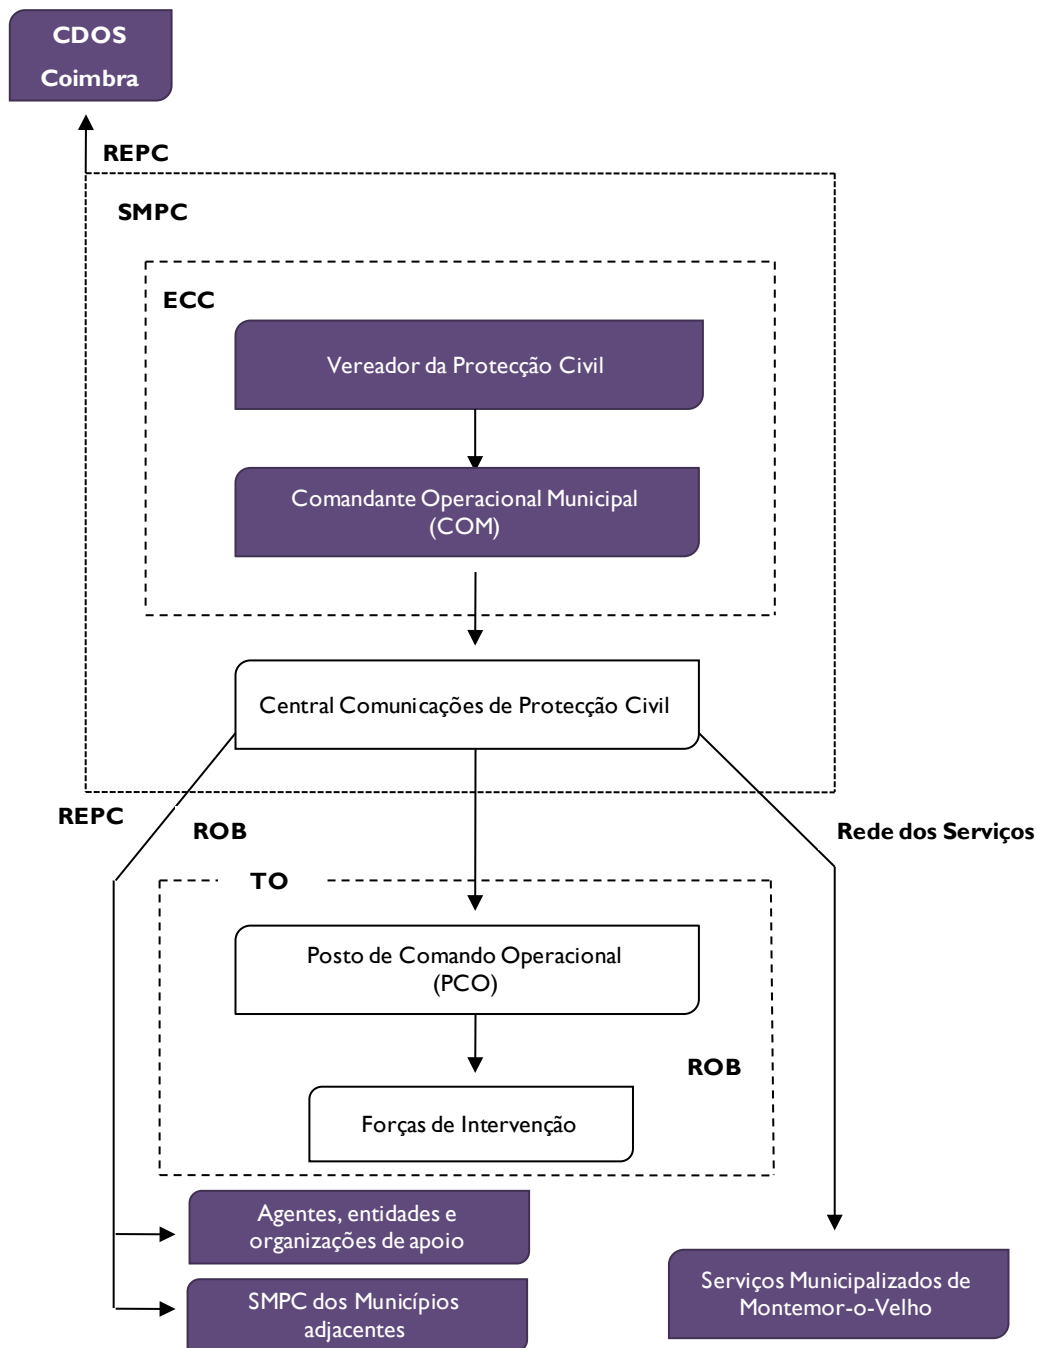 CDOS
Coimbra
REPC
SMPC
ECC
Vereador da Protecção Civil
Comandante Operacional Municipal
(COM)
Central Comunicações de Protecção Civil
REPC
ROB
Rede dos Serviços
TO
Posto de Comando Operacional
(PCO)
ROB
Forças de Intervenção
Agentes, entidades e
organizações de apoio
SMPC dos Municípios
adjacentes
Serviços Municipalizados de
Montemor-o-Velho